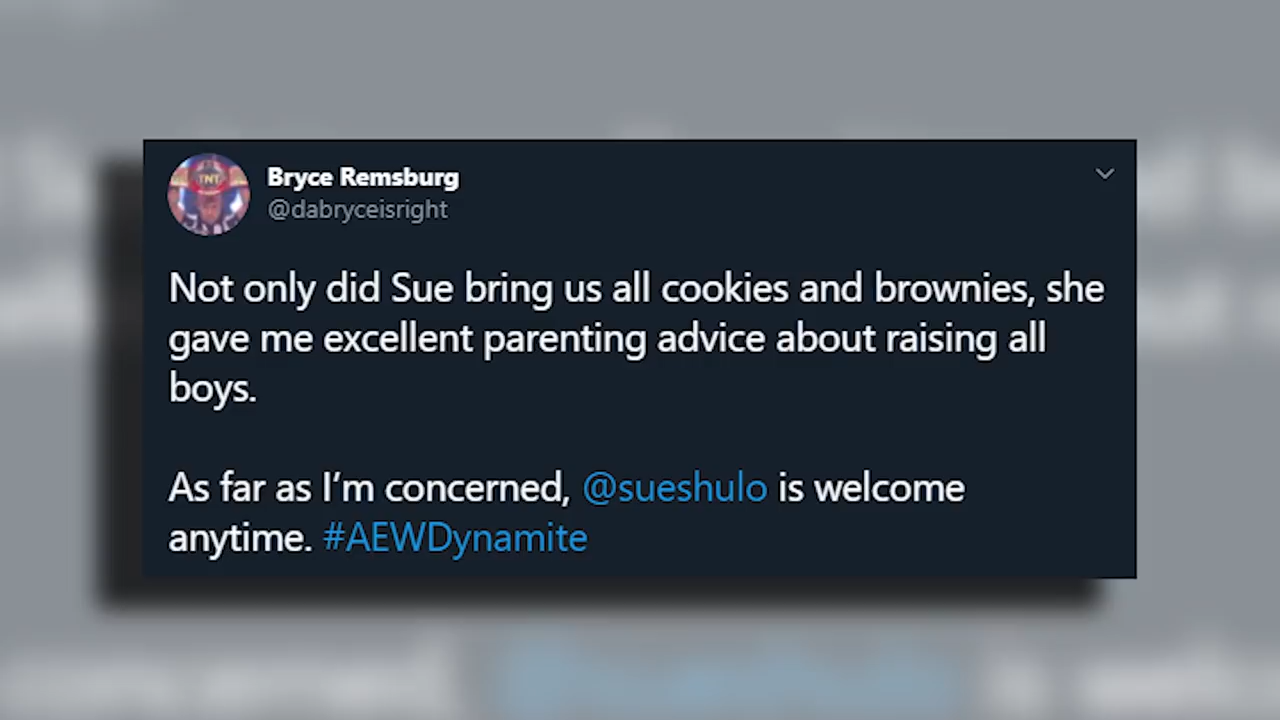 Bryce Remsburg
@dabryceisright
Not only did Sue bring us all cookies and brownies, she
gave me excellent parenting advice about raising all
boys.
As far as I'm concerned, @sueshulo is welcome
anytime. #AEWDynamite
TNT